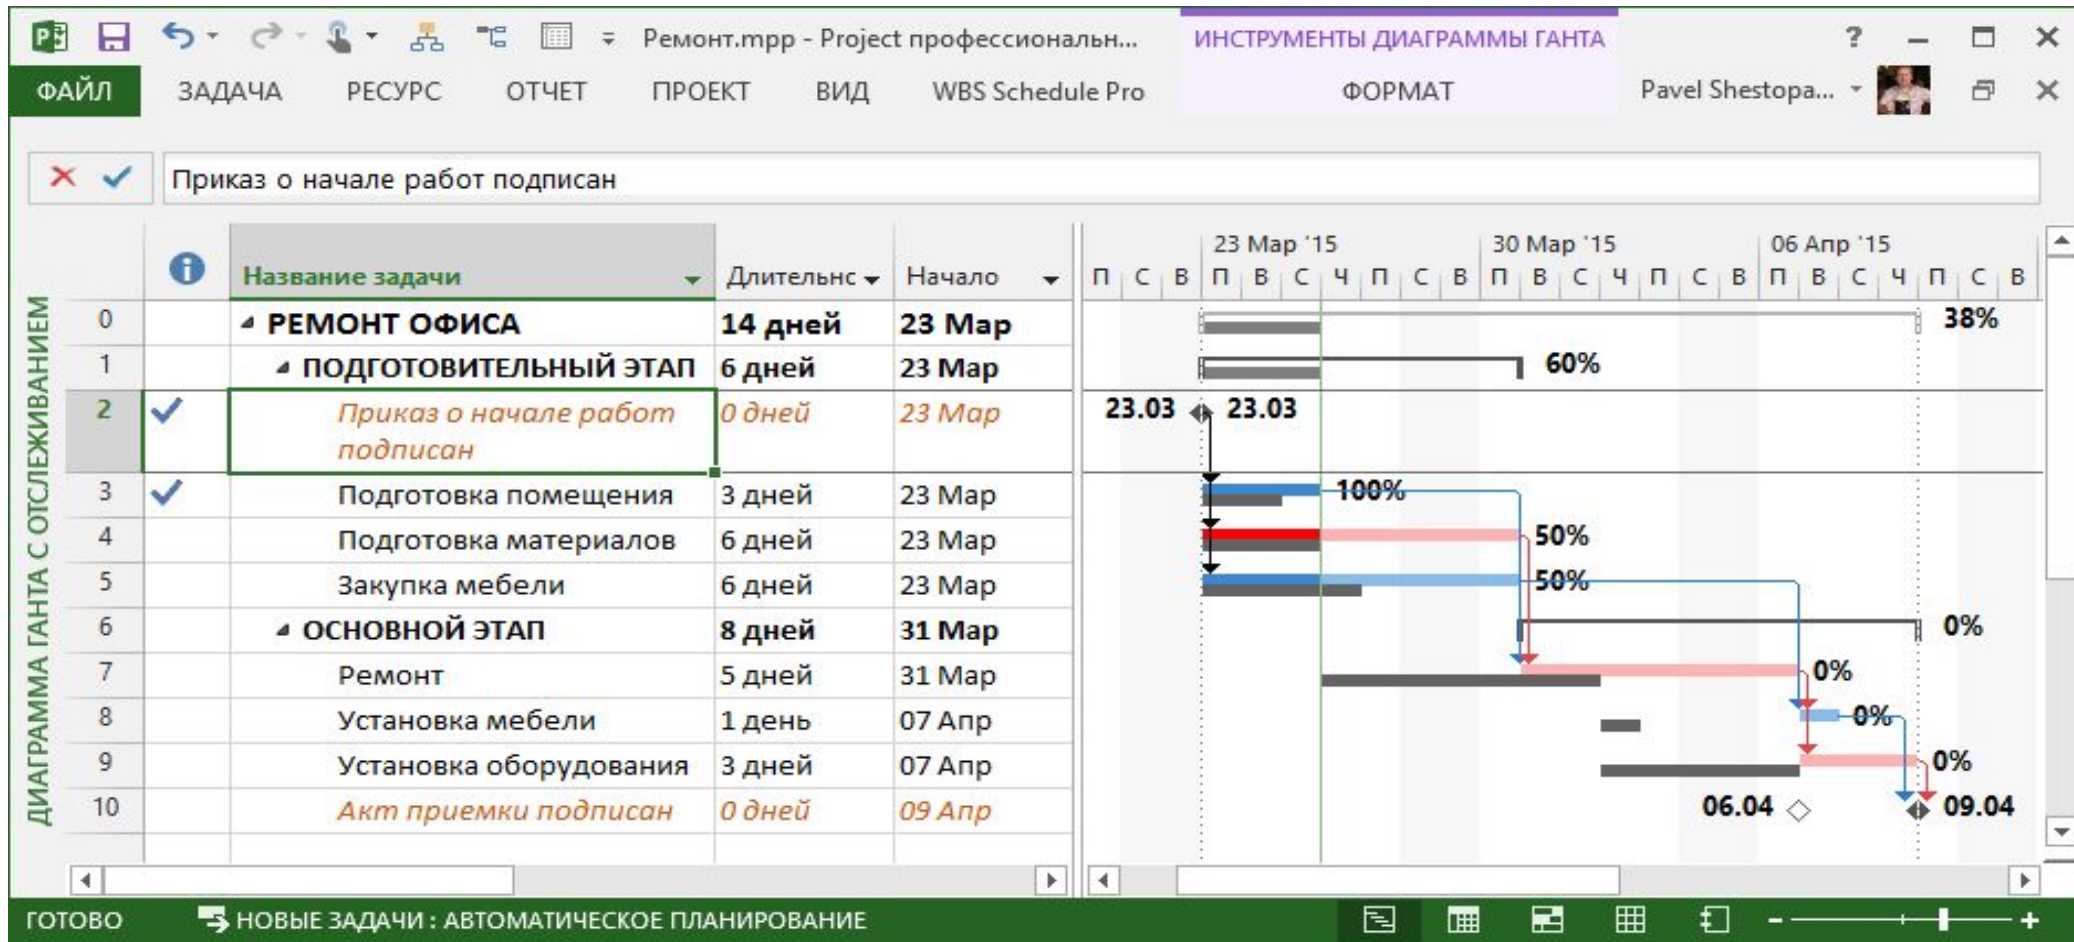 Ремонт.mpp - Project профессиональн...
ИНСТРУМЕНТЫ ДИАГРАММЫ ГАНТА
?
ФАЙЛ ЗАДАЧА РЕСУРС ОТЧЕТ ПРОЕКТ ВИД WBS Schedule Pro ФОРМАТ Pavel Shestopa...
Приказ о начале работ подписан
23 Мар '15 30 Мар '15 06 Апр '15
Название задачи Длительнс Начало П С В П В С Ч П С В П В С Ч П С В П В С Ч П С В
ДИАГРАММА ГАНТА С ОТСЛЕЖИВАНИЕМ
0 РЕМОНТ ОФИСА 14 дней 23 Мар 38%
1 ПОДГОТОВИТЕЛЬНЫЙ ЭТАП 6 дней 23 Мар 60%
2 Приказ о начале работ 0 дней 23 Мар 23.03 23.03
подписан
3 Подготовка помещения 3 дней 23 Мар 100%
4 Подготовка материалов 6 дней 23 Мар 50%
5 Закупка мебели 6 дней 23 Мар 50%
6 ОСНОВНОЙ ЭТАП 8 дней 31 Мар 0%
7 Ремонт 5 дней 31 Мар 0%
8 Установка мебели 1 день 07 Апр 0%
9 Установка оборудования 3 дней 07 Апр 0%
10 Акт приемки подписан 0 дней 09 Апр 06.04 09.04
ГОТОВО НОВЫЕ ЗАДАЧИ : АВТОМАТИЧЕСКОЕ ПЛАНИРОВАНИЕ